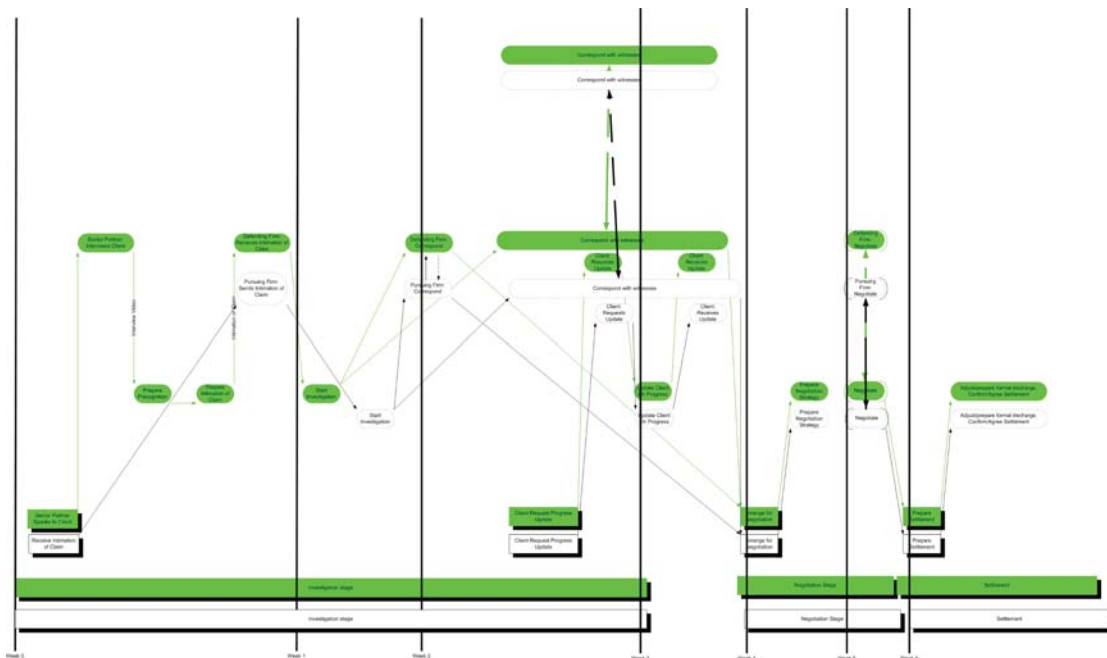 Correspond with witnesses
Correspond with witnesses
Senior Partner
Interviews Client
Defending Firm
Receives Intimation of
Claim
Defending Firm
Correspond
Correspond with witnesses
Defending
Firm
Negotiate
Client
Requests
Update
Client
Receives
Update
Pursuing Firm
Sends Intimation of
Claim
Pursuing Firm
Correspond
Correspond with witnesses
Pursuing
Firm
Negotiate
Interview Video
Intimation of Claim
Client
Requests
Update
Client
Receives
Update
Prepare
Precognition
Prepare
Intimation of
Claim
Start
Investigation
Update Client
on Progress
Prepare
Negotiation
Strategy
Negotiate
Adjust/prepare formal discharge,
Confirm/Agree Settlement
Start
Investigation
Update Client
on Progress
Prepare
Negotiation
Strategy
Negotiate
Adjust/prepare formal discharge,
Confirm/Agree Settlement
Senior Partner
Speaks to Client
Client Request Progress
Update
Arrange for
Negotiation
Prepare
Settlement
Receive Intimation
of Claim
Client Request Progress
Update
Arrange for
Negotiation
Prepare
Settlement
Investigation stage
Negotiation Stage
Settlement
Investigation stage
Negotiation Stage
Settlement
Week 0
Week 1
Week 2